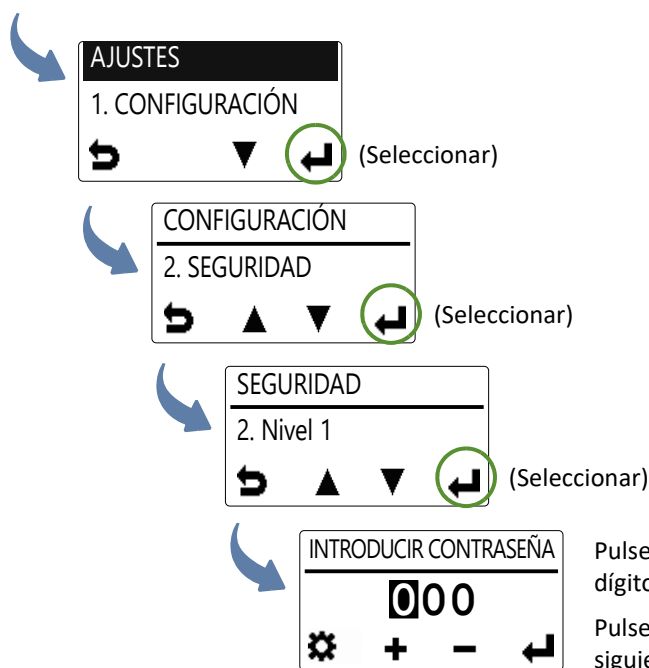 AJUSTES
1. CONFIGURACIÓN
(Seleccionar)
CONFIGURACIÓN
2. SEGURIDAD
(Seleccionar)
SEGURIDAD
2. Nivel 1
(Seleccionar)
INTRODUCIR CONTRASEÑA
000
Pulse
dígito
Pulse
siguie